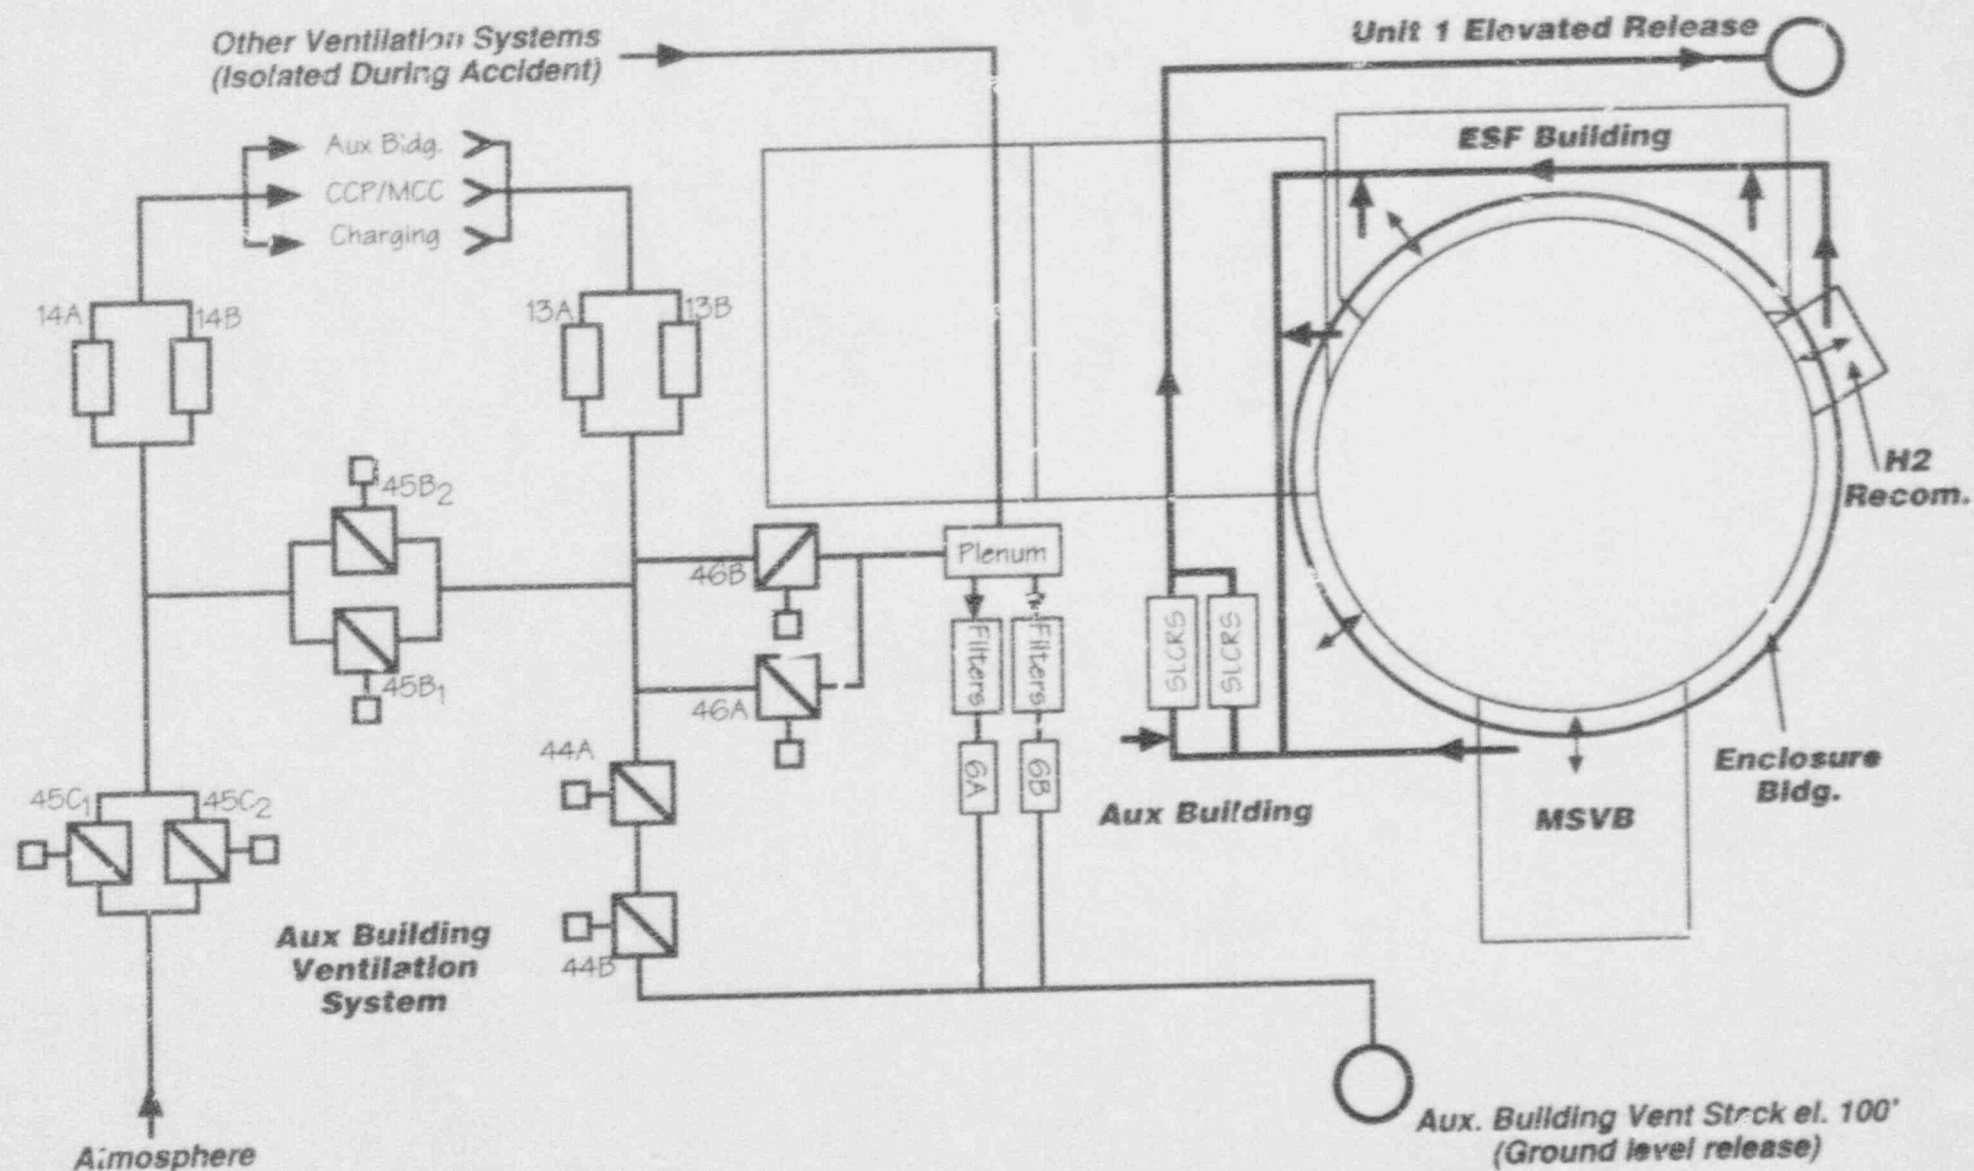 Other Ventilation Systems
(Isolated During Accident)
Unit 1 Elevated Release
ESF Building
Aux Bldg.
CCP/MCC
Charging
14A
14B
13A
13B
H2
Recom.
45B2
45B1
46B
46A
Plenum
Filters
Filters
SLCRS
SLCRS
44A
6A
6B
45C1
45C2
Aux Building
MSVB
Enclosure
Bldg.
Aux Building
Ventilation
System
44B
Aux. Building Vent Stack el. 100'
(Ground level release)
Atmosphere